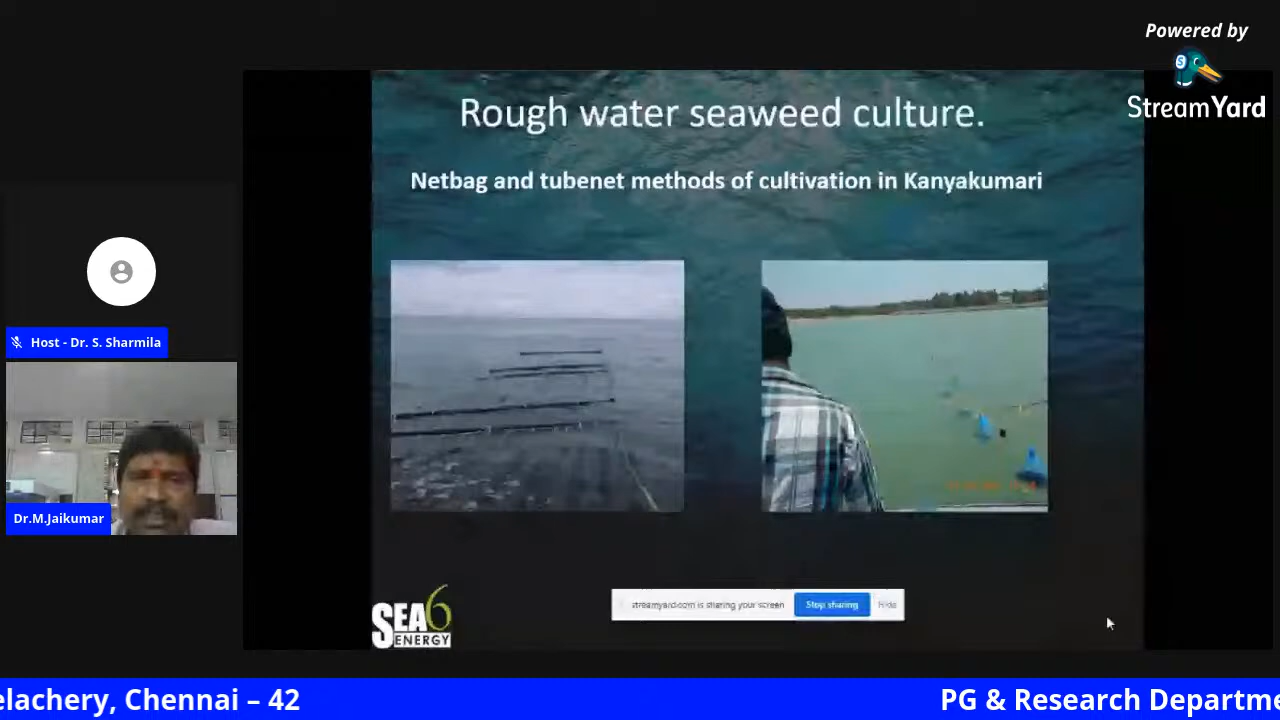 Powered by
StreamYard
Rough water seaweed culture.
Netbag and tubenet methods of cultivation in Kanyakumari
Host - Dr. S. Sharmila
Dr.M.Jaikumar
streamyard.com is sharing your screen
Stop sharing
Hide
SEA6
ENERGY
elachery, Chennai – 42
PG & Research Departme